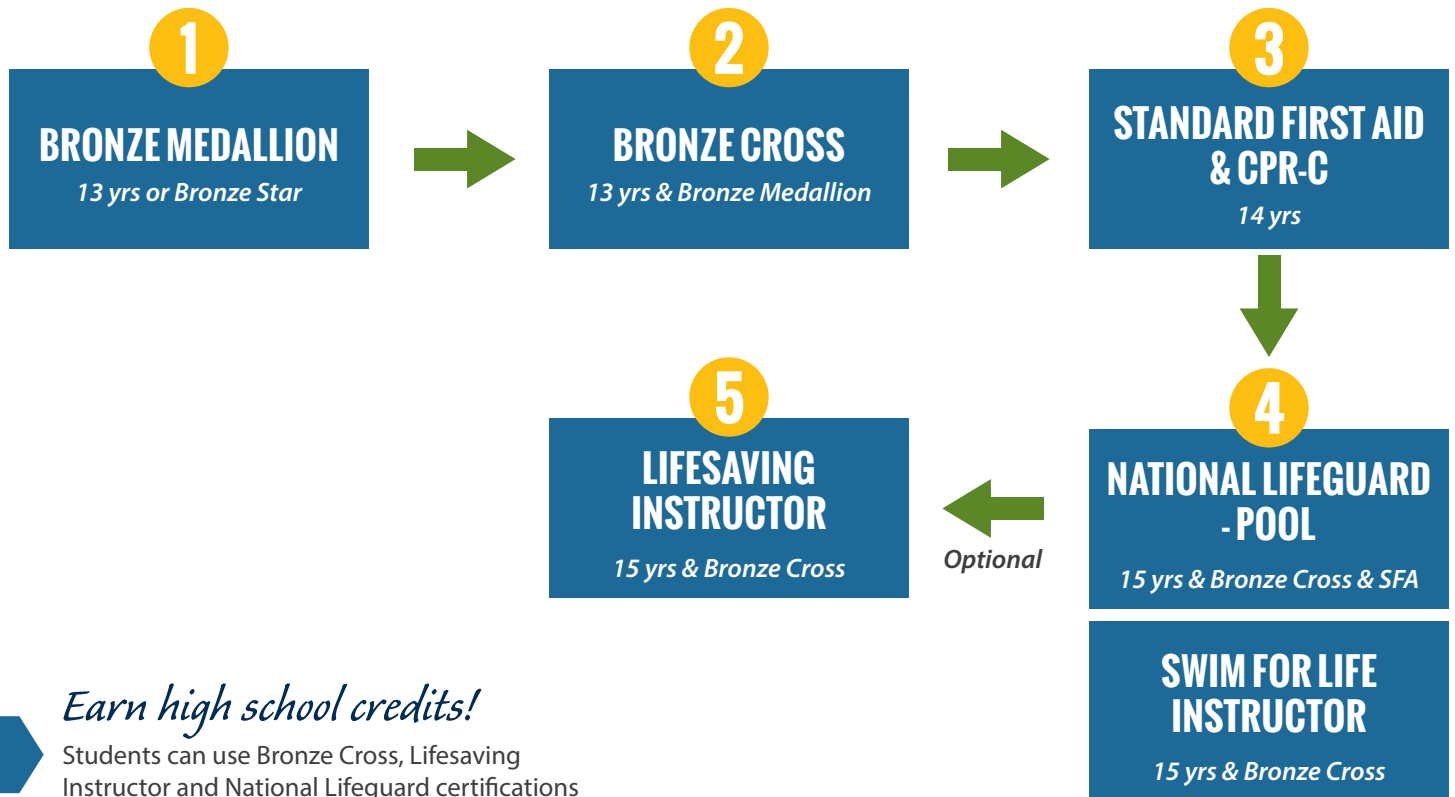 1
BRONZE MEDALLION
13 yrs or Bronze Star
2
BRONZE CROSS
13 yrs & Bronze Medallion
3
STANDARD FIRST AID
& CPR-C
14 yrs
4
NATIONAL LIFEGUARD
- POOL
15 yrs & Bronze Cross & SFA
SWIM FOR LIFE
INSTRUCTOR
15 yrs & Bronze Cross
Optional
5
LIFESAVING
INSTRUCTOR
15 yrs & Bronze Cross
Earn high school credits!
Students can use Bronze Cross, Lifesaving
Instructor and National Lifeguard certifications